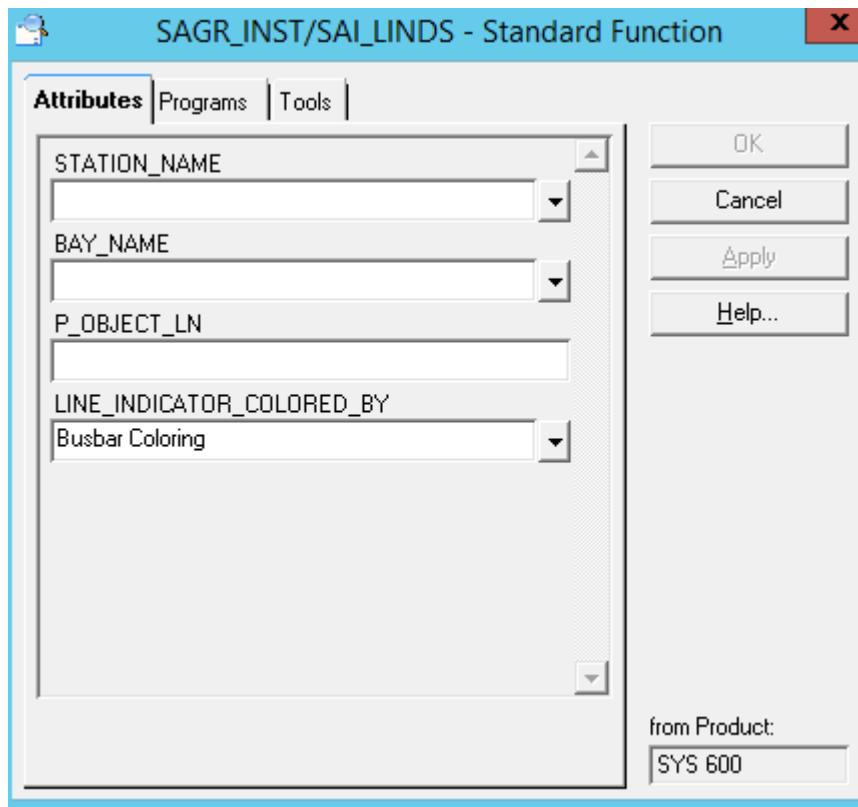 SAGR_INST/SAI_LINDS - Standard Function
x
Attributes Programs Tools
STATION_NAME
BAY_NAME
P_OBJECT_LN
LINE_INDICATOR_COLORED_BY
Busbar Coloring
OK
Cancel
Apply
Help...
from Product:
SYS 600